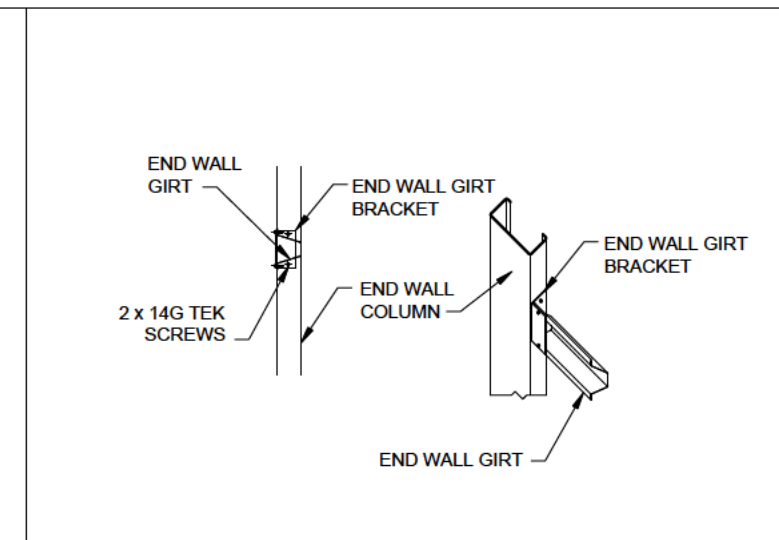 END WALL
GIRT
END WALL GIRT
BRACKET
2 x 14G TEK
SCREWS
END WALL
COLUMN
END WALL GIRT
BRACKET
END WALL GIRT